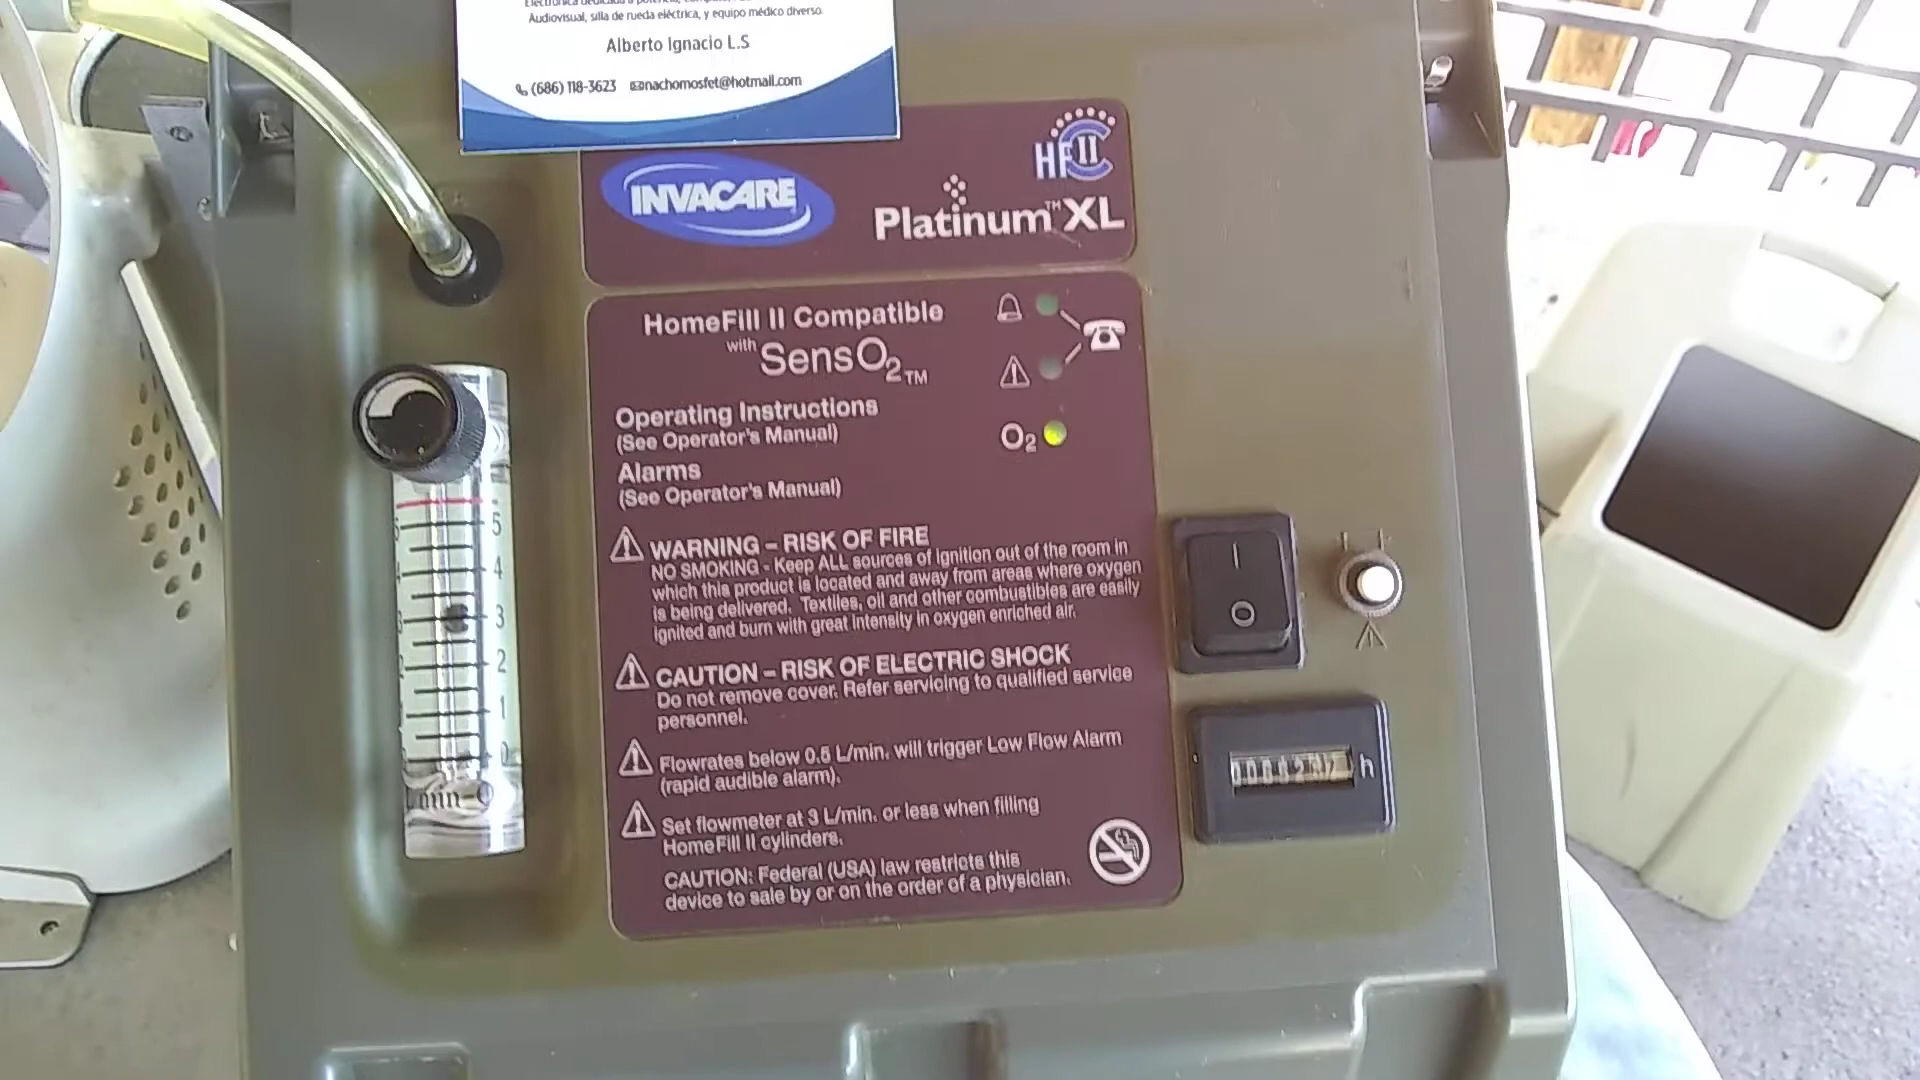 Audiovisual, silla de rueda eléctrica, y equipo médico diverso.
Alberto Ignacio L.S
(686) 118-3623 nachomosfet@hotmail.com
INVACARE
HF II C
Platinum™ XL
HomeFill II Compatible
with SensO2™
Operating Instructions
(See Operator's Manual)
Alarms
(See Operator's Manual)
O2
WARNING – RISK OF FIRE
NO SMOKING - Keep ALL sources of ignition out of the room in
which this product is located and away from areas where oxygen
is being delivered. Textiles, oil and other combustibles are easily
ignited and burn with great intensity in oxygen enriched air.
CAUTION – RISK OF ELECTRIC SHOCK
Do not remove cover. Refer servicing to qualified service
personnel.
Flowrates below 0.5 L/min. will trigger Low Flow Alarm
(rapid audible alarm).
Set flowmeter at 3 L/min. or less when filling
HomeFill II cylinders.
CAUTION: Federal (USA) law restricts this
device to sale by or on the order of a physician.
5
4
3
2
1
0
h